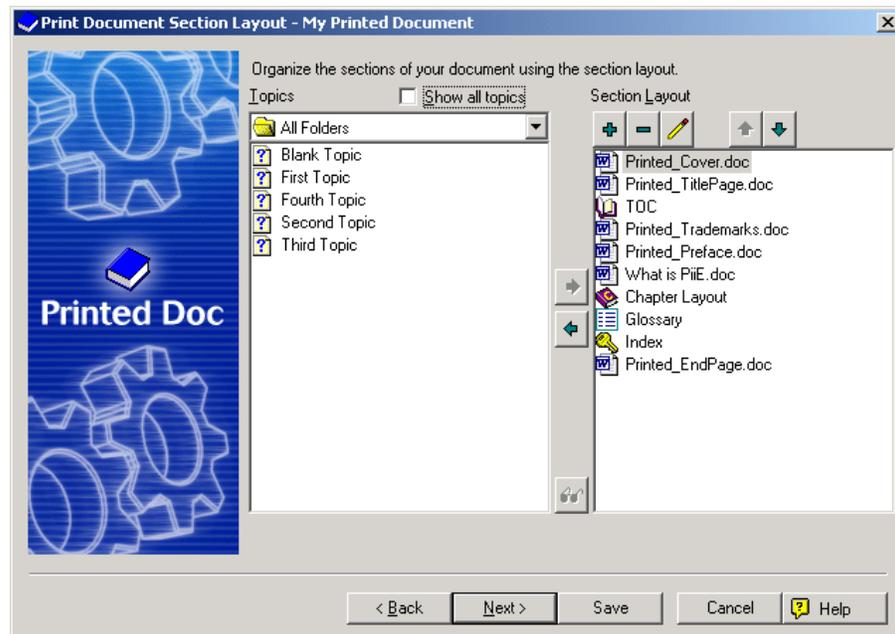 Print Document Section Layout - My Printed Document
Organize the sections of your document using the section layout.
Topics
Show all topics
Section Layout
All Folders
Blank Topic
First Topic
Fourth Topic
Second Topic
Third Topic
Printed_Cover.doc
Printed_TitlePage.doc
TOC
Printed_Trademarks.doc
Printed_Preface.doc
What is PiiE.doc
Chapter Layout
Glossary
Index
Printed_EndPage.doc
Printed Doc
< Back
Next >
Save
Cancel
Help